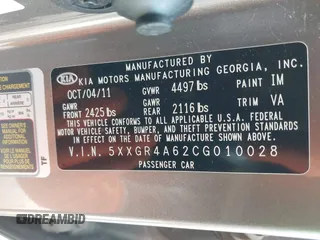 MANUFACTURED BY
KIA KIA MOTORS MANUFACTURING GEORGIA, INC.
OCT/04/11 GVWR 4497 lbs PAINT IM
GAWR FRONT 2425 lbs GAWR REAR 2116 lbs TRIM VA
THIS VEHICLE CONFORMS TO ALL APPLICABLE U.S.A. FEDERAL
MOTOR VEHICLE SAFETY, BUMPER, AND THEFT PREVENTION STANDARDS
IN EFFECT ON THE DATE OF MANUFACTURE SHOWN ABOVE.
V.I.N. 5XXGR4A62CG010028
PASSENGER CAR
TF
DREAMBID